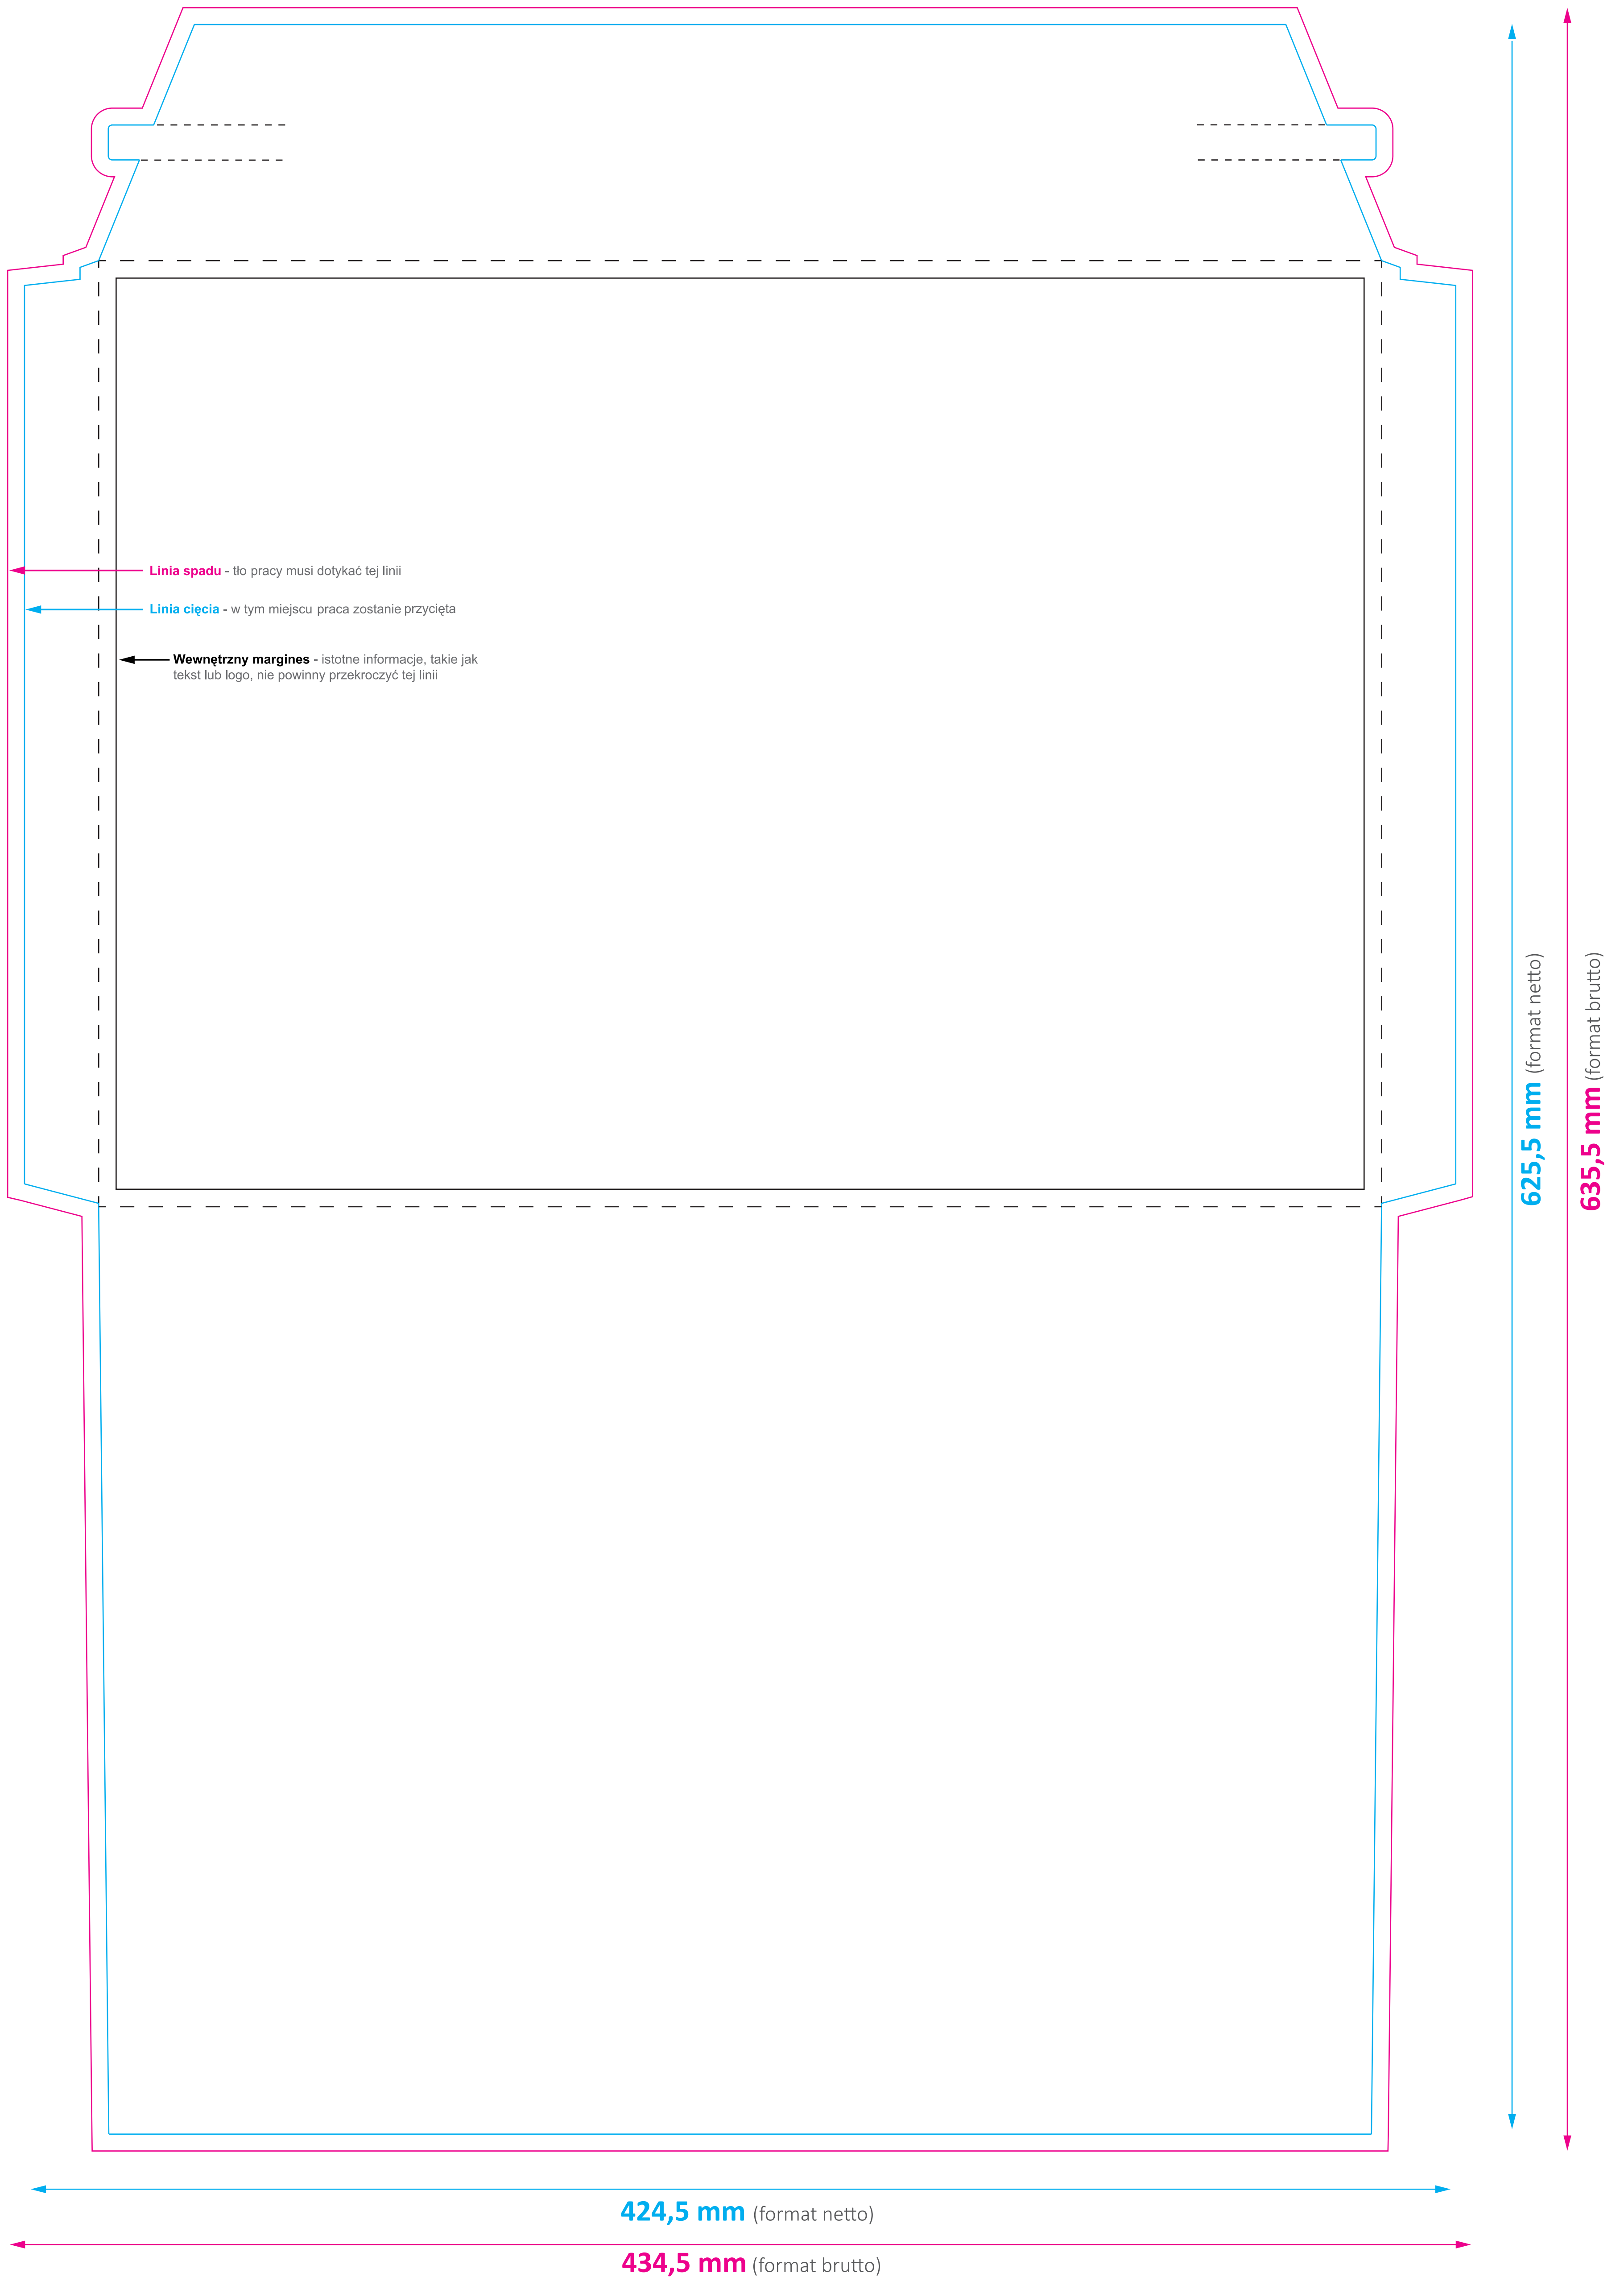 Linia spadu - tło pracy musi dotykać tej linii
Linia cięcia - w tym miejscu praca zostanie przycięta
Wewnętrzny margines - istotne informacje, takie jak
tekst lub logo, nie powinny przekroczyć tej linii
625,5 mm (format netto)
635,5 mm (format brutto)
424,5 mm (format netto)
434,5 mm (format brutto)